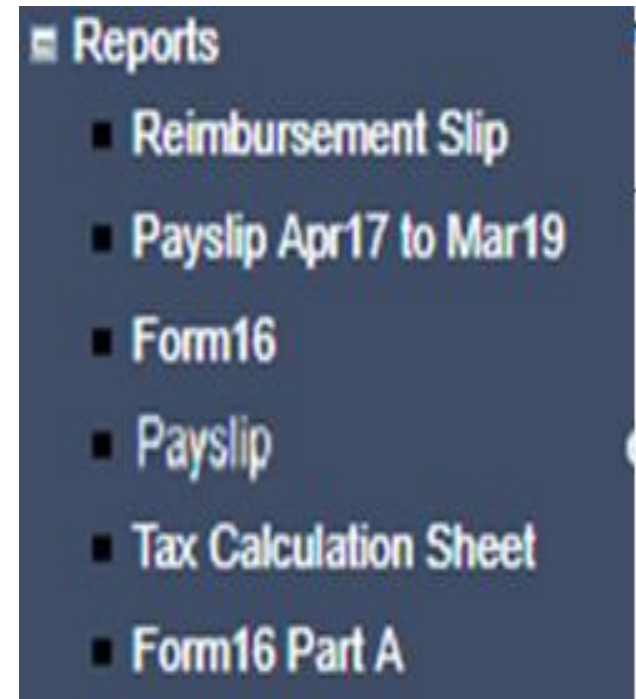 Reports
Reimbursement Slip
Payslip Apr17 to Mar19
Form16
Payslip
Tax Calculation Sheet
Form16 Part A